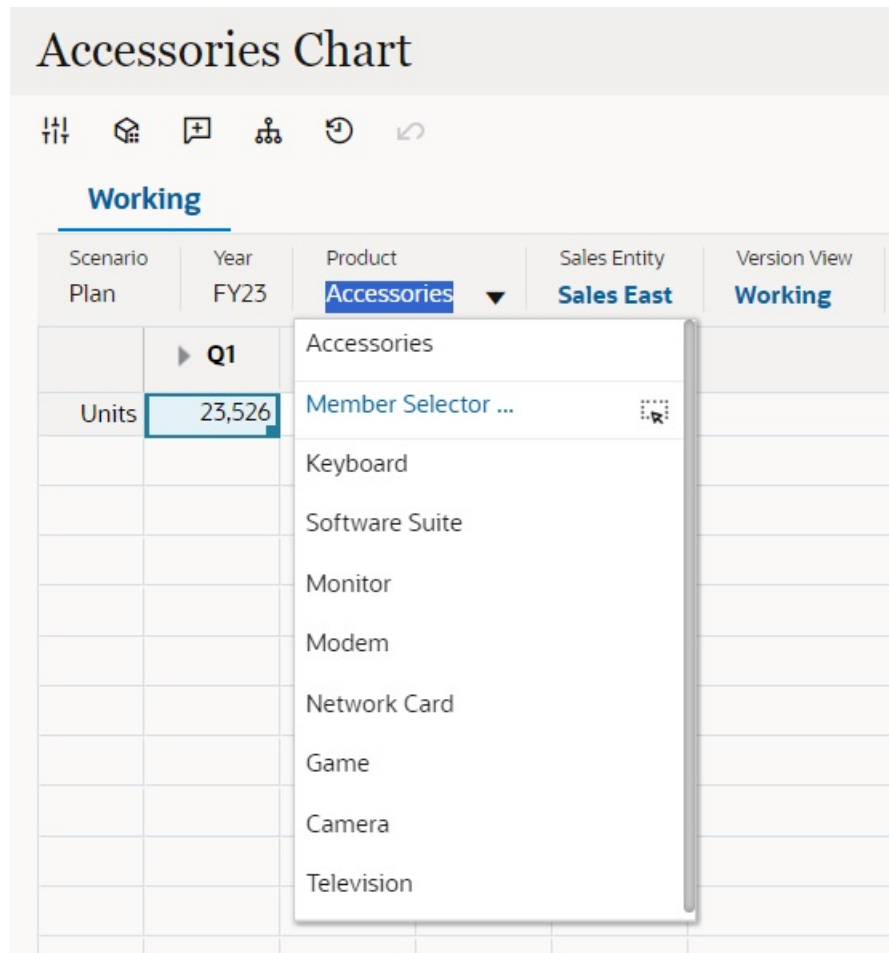 Accessories Chart
Working
Scenario Year Product Sales Entity Version View
Plan FY23 Accessories Sales East Working
Q1
Accessories
Units 23,526
Member Selector ...
Keyboard
Software Suite
Monitor
Modem
Network Card
Game
Camera
Television